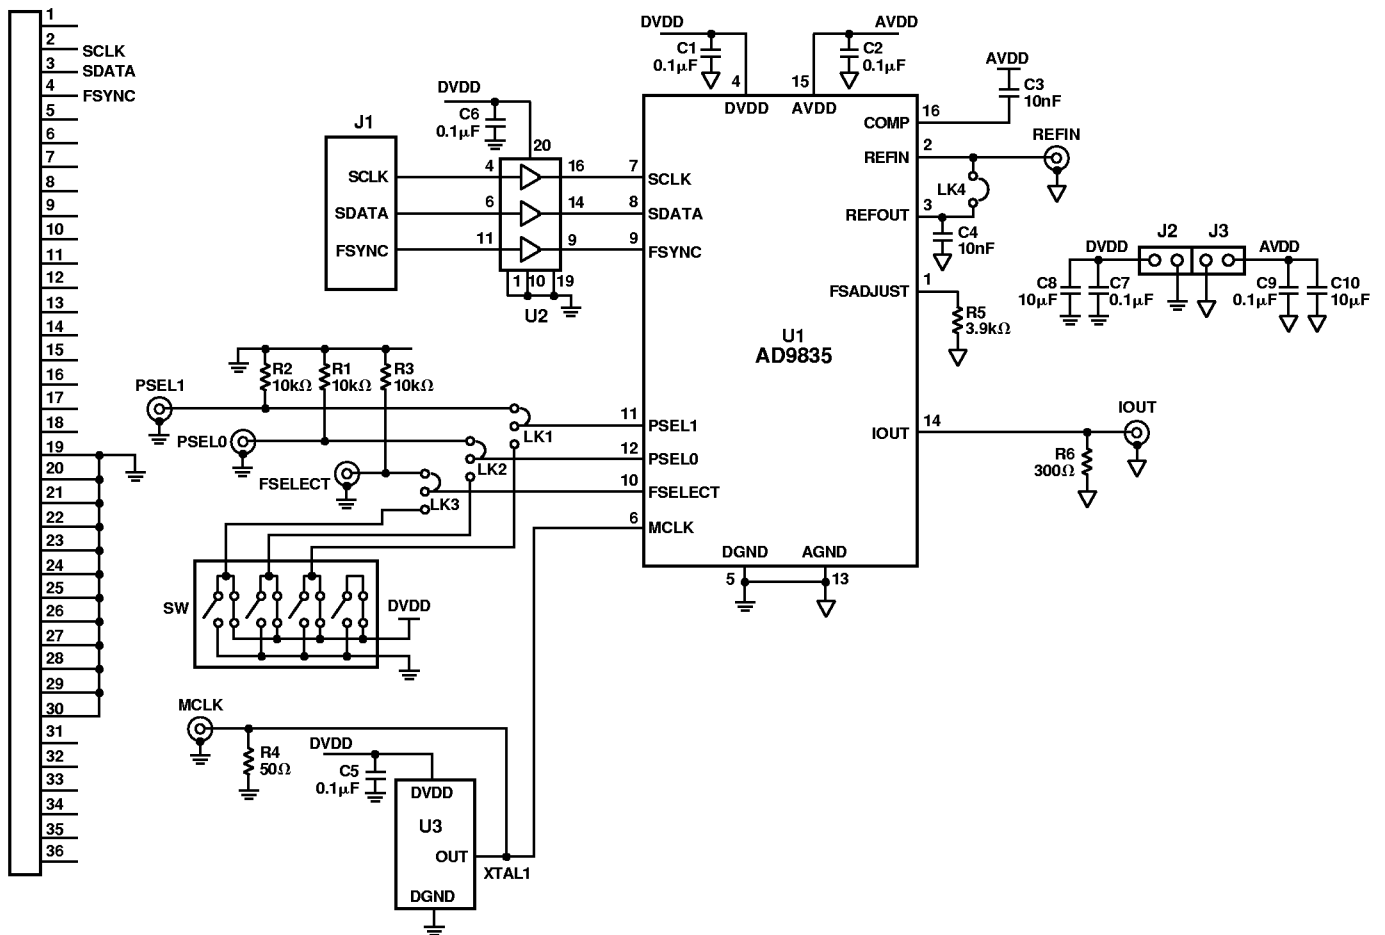 1
2
SCLK
3
SDATA
4
FSYNC
5
6
7
8
9
10
11
12
13
14
15
16
17
18
19
20
21
22
23
24
25
26
27
28
29
30
31
32
33
34
35
36
J1
SCLK
SDATA
FSYNC
DVDD
C6
0.1µF
20
4
16
6
14
11
9
1
10
19
U2
DVDD
C1
0.1µF
4
AVDD
C2
0.1µF
15
DVDD
AVDD
7
SCLK
8
SDATA
9
FSYNC
U1
AD9835
11
PSEL1
12
PSEL0
10
FSELECT
6
MCLK
DGND
AGND
5
13
COMP
16
AVDD
C3
10nF
REFIN
2
REFIN
LK4
REFOUT
3
C4
10nF
FSADJUST
1
R5
3.9kΩ
IOUT
14
IOUT
R6
300Ω
J2
J3
DVDD
AVDD
C8
10µF
C7
0.1µF
C9
0.1µF
C10
10µF
R2
10kΩ
R1
10kΩ
R3
10kΩ
PSEL1
PSEL0
FSELECT
LK1
LK2
LK3
SW
DVDD
MCLK
R4
50Ω
DVDD
C5
0.1µF
DVDD
U3
OUT
DGND
XTAL1